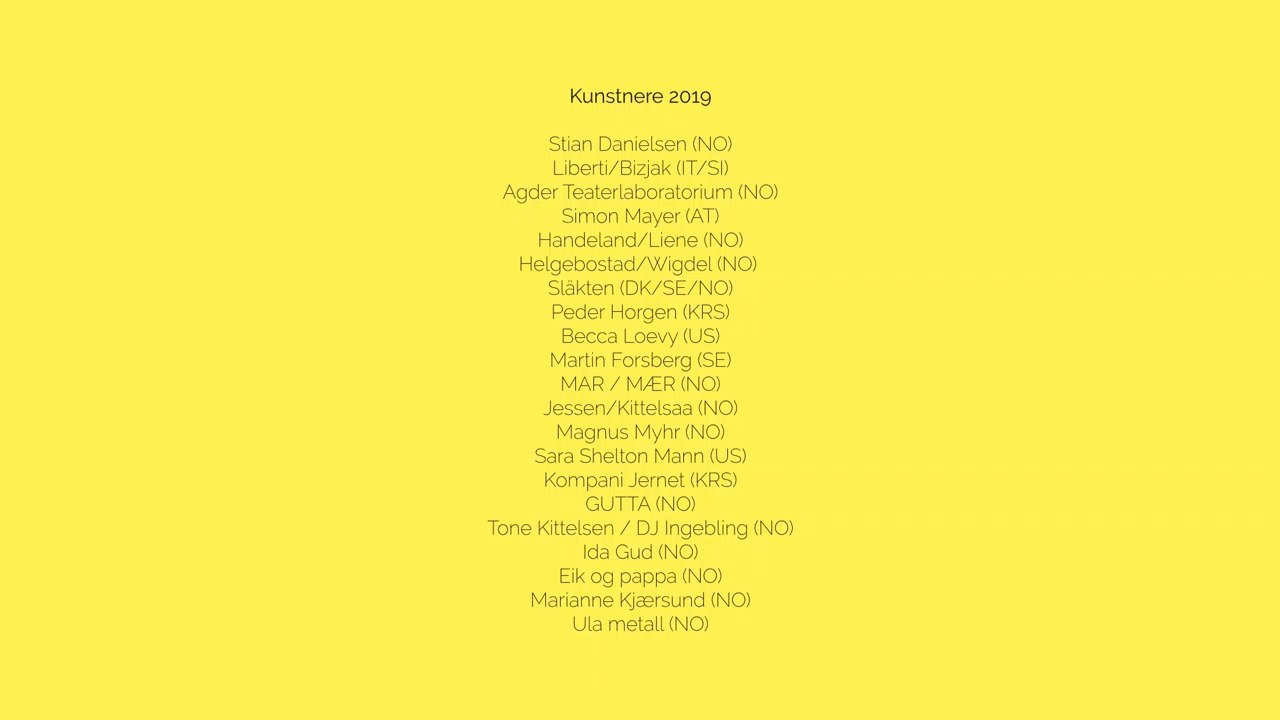 Kunstnere 2019
Stian Danielsen (NO)
Liberti/Bizjak (IT/SI)
Agder Teaterlaboratorium (NO)
Simon Mayer (AT)
Handeland/Liene (NO)
Helgebostad/Wigdel (NO)
Släkten (DK/SE/NO)
Peder Horgen (KRS)
Becca Loevy (US)
Martin Forsberg (SE)
MAR / MÆR (NO)
Jessen/Kittelsaa (NO)
Magnus Myhr (NO)
Sara Shelton Mann (US)
Kompani Jernet (KRS)
GUTTA (NO)
Tone Kittelsen / DJ Ingebling (NO)
Ida Gud (NO)
Eik og pappa (NO)
Marianne Kjærsund (NO)
Ula metall (NO)